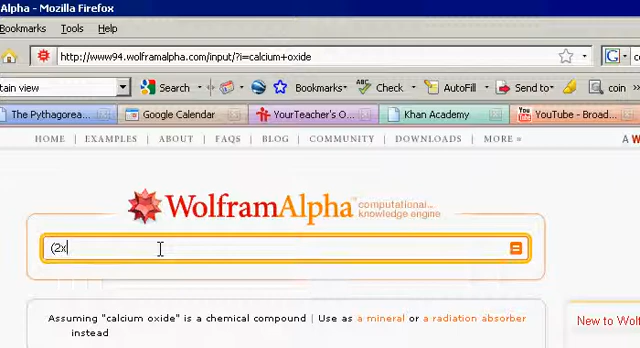 Alpha - Mozilla Firefox
Bookmarks Tools Help
http://www94.wolframalpha.com/input/?i=calcium+oxide
tain view Search Bookmarks ABC Check AutoFill Send to coin
The Pythagorea... Google Calendar YourTeacher's O... Khan Academy YouTube - Broad...
HOME | EXAMPLES | ABOUT | FAQS | BLOG | COMMUNITY | DOWNLOADS | MORE » A W
WolframAlpha computational...
knowledge engine
(2x
Assuming "calcium oxide" is a chemical compound | Use as a mineral or a radiation absorber
instead
New to Wolf